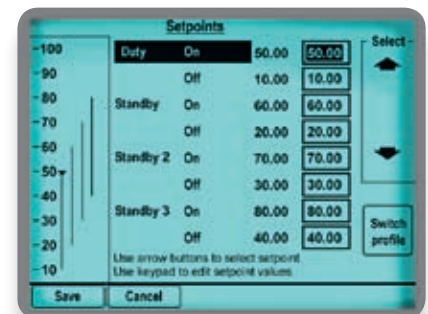 Setpoints
-100
-90
-80
-70
-60
-50
-40
-30
-20
-10
Duty On 50.00 50.00
Off 10.00 10.00
Standby On 60.00 60.00
Off 20.00 20.00
Standby 2 On 70.00 70.00
Off 30.00 30.00
Standby 3 On 80.00 80.00
Off 40.00 40.00
Use arrow buttons to select setpoint
Use keypad to edit setpoint values
Select
Switch
profile
Save Cancel